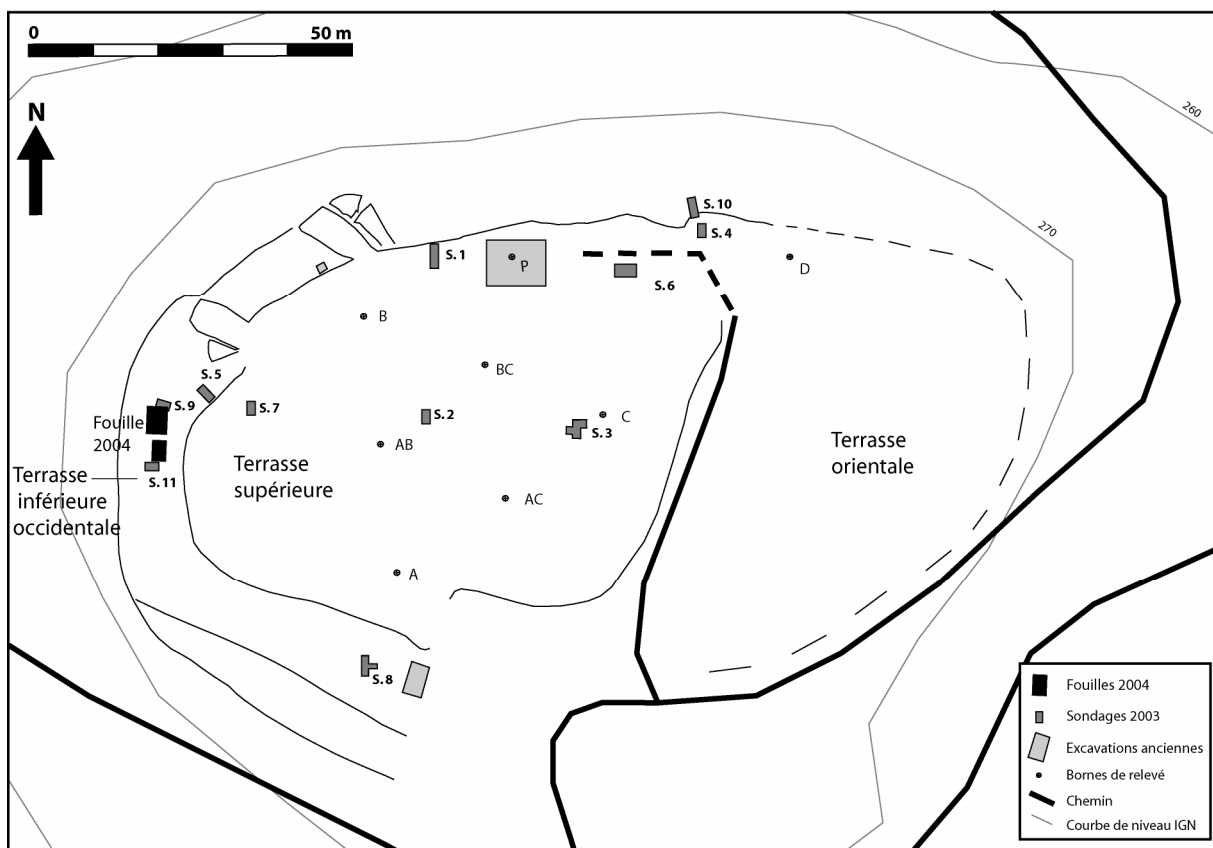 0
50 m
N
260
270
S.10
S.4
S.1
P
S.6
D
B
BC
S.5
S.9
S.7
S.2
C
S.3
Fouille
2004
AB
Terrasse
supérieure
Terrasse
orientale
Terrasse
inférieure
occidentale
S.11
AC
A
S.8
Fouilles 2004
Sondages 2003
Excavations anciennes
Bornes de relevé
Chemin
Courbe de niveau IGN